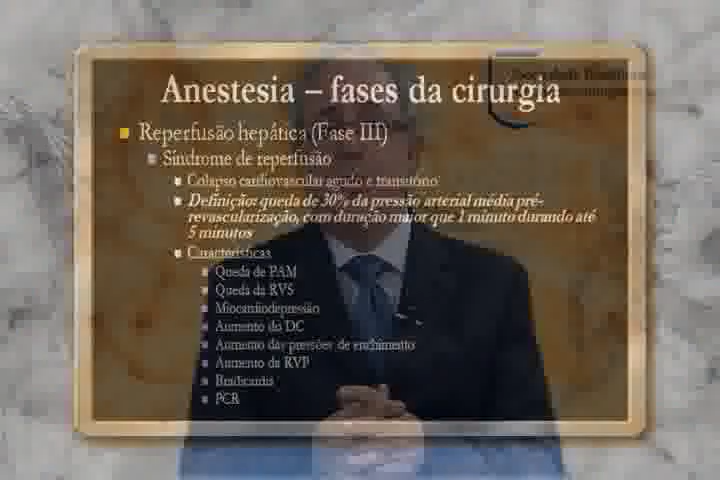 Anestesia – fases da cirurgia
Reperfusão hepática (Fase III)
Síndrome de reperfusão
Colapso cardiovascular agudo e transitório
Definição: queda de 30% da pressão arterial média pré-
revascularização, com duração maior que 1 minuto durando até
5 minutos
Características
Queda de PAM
Queda da RVS
Miocardiodepressão
Aumento do DC
Aumento das pressões de enchimento
Aumento da RVP
Bradicardia
PCR
Sociedade